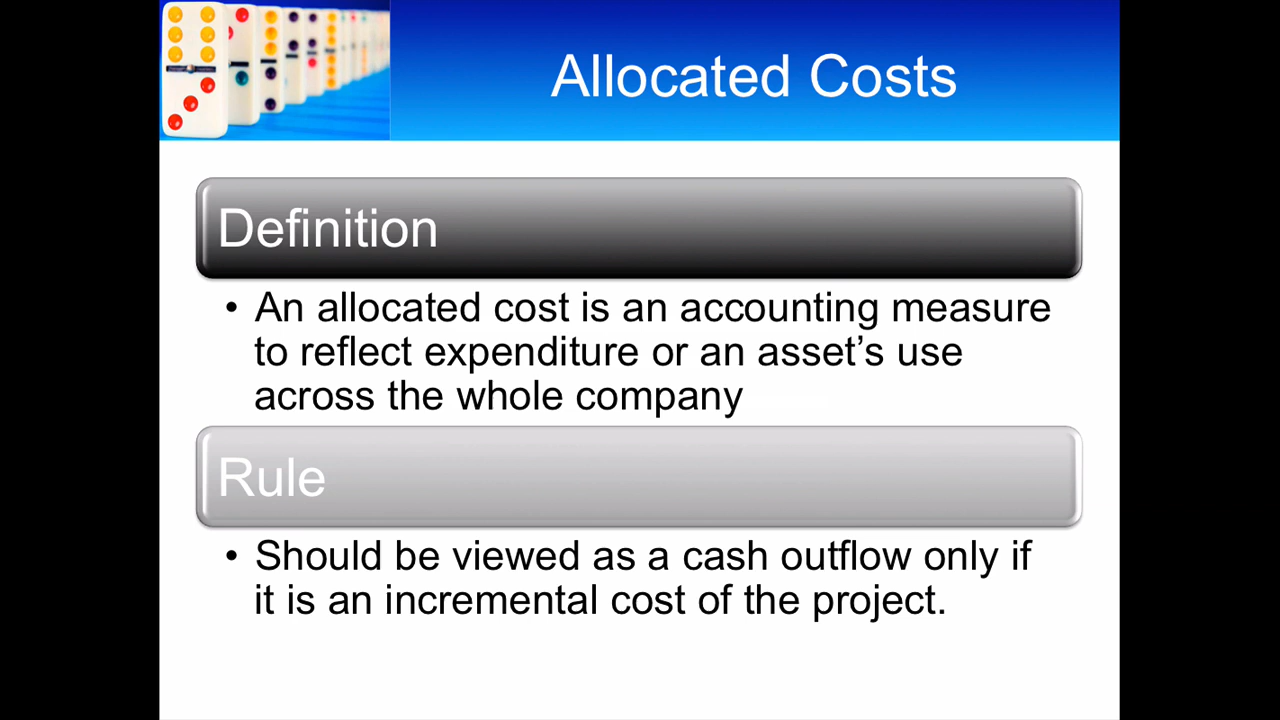 Allocated Costs
Definition
• An allocated cost is an accounting measure
to reflect expenditure or an asset’s use
across the whole company
Rule
• Should be viewed as a cash outflow only if
it is an incremental cost of the project.